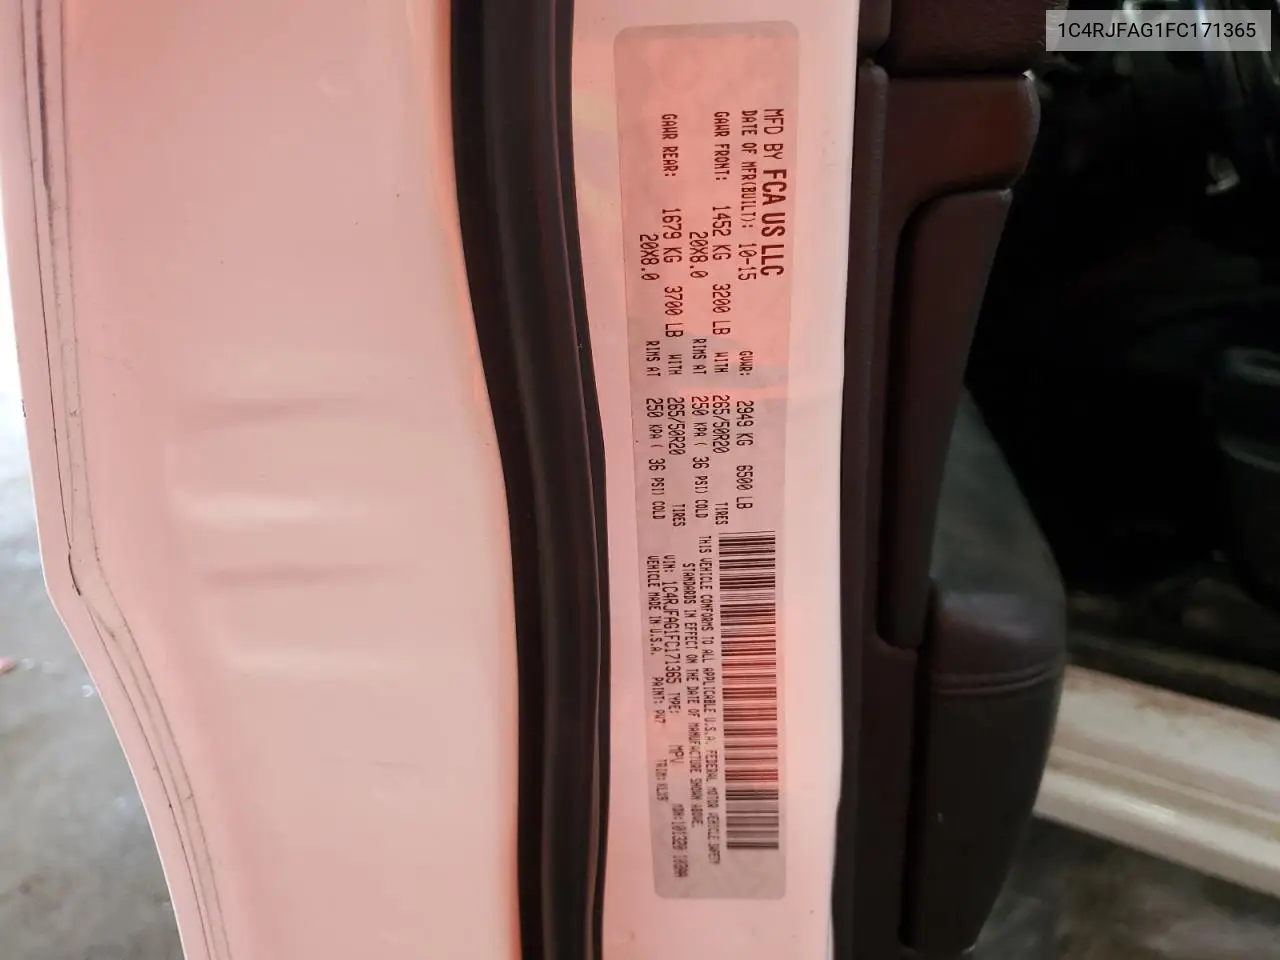 1C4RJFAG1FC171365
MFD BY FCA US LLC
DATE OF MFR(BUILT): 10-15 GVWR: 2949 KG 6500 LB
GAWR FRONT: 1452 KG 3200 LB WITH 265/50R20 TIRES
20X8.0 RIMS AT 250 KPA ( 36 PSI) COLD
GAWR REAR: 1679 KG 3700 LB WITH 265/50R20 TIRES
20X8.0 RIMS AT 250 KPA ( 36 PSI) COLD
THIS VEHICLE CONFORMS TO ALL APPLICABLE U.S.A. FEDERAL MOTOR VEHICLE SAFETY
STANDARDS IN EFFECT ON THE DATE OF MANUFACTURE SHOWN ABOVE.
VIN: 1C4RJFAG1FC171365 TYPE: MPV MDH: 101320
VEHICLE MADE IN U.S.A. PAINT: PW7 TRIM: